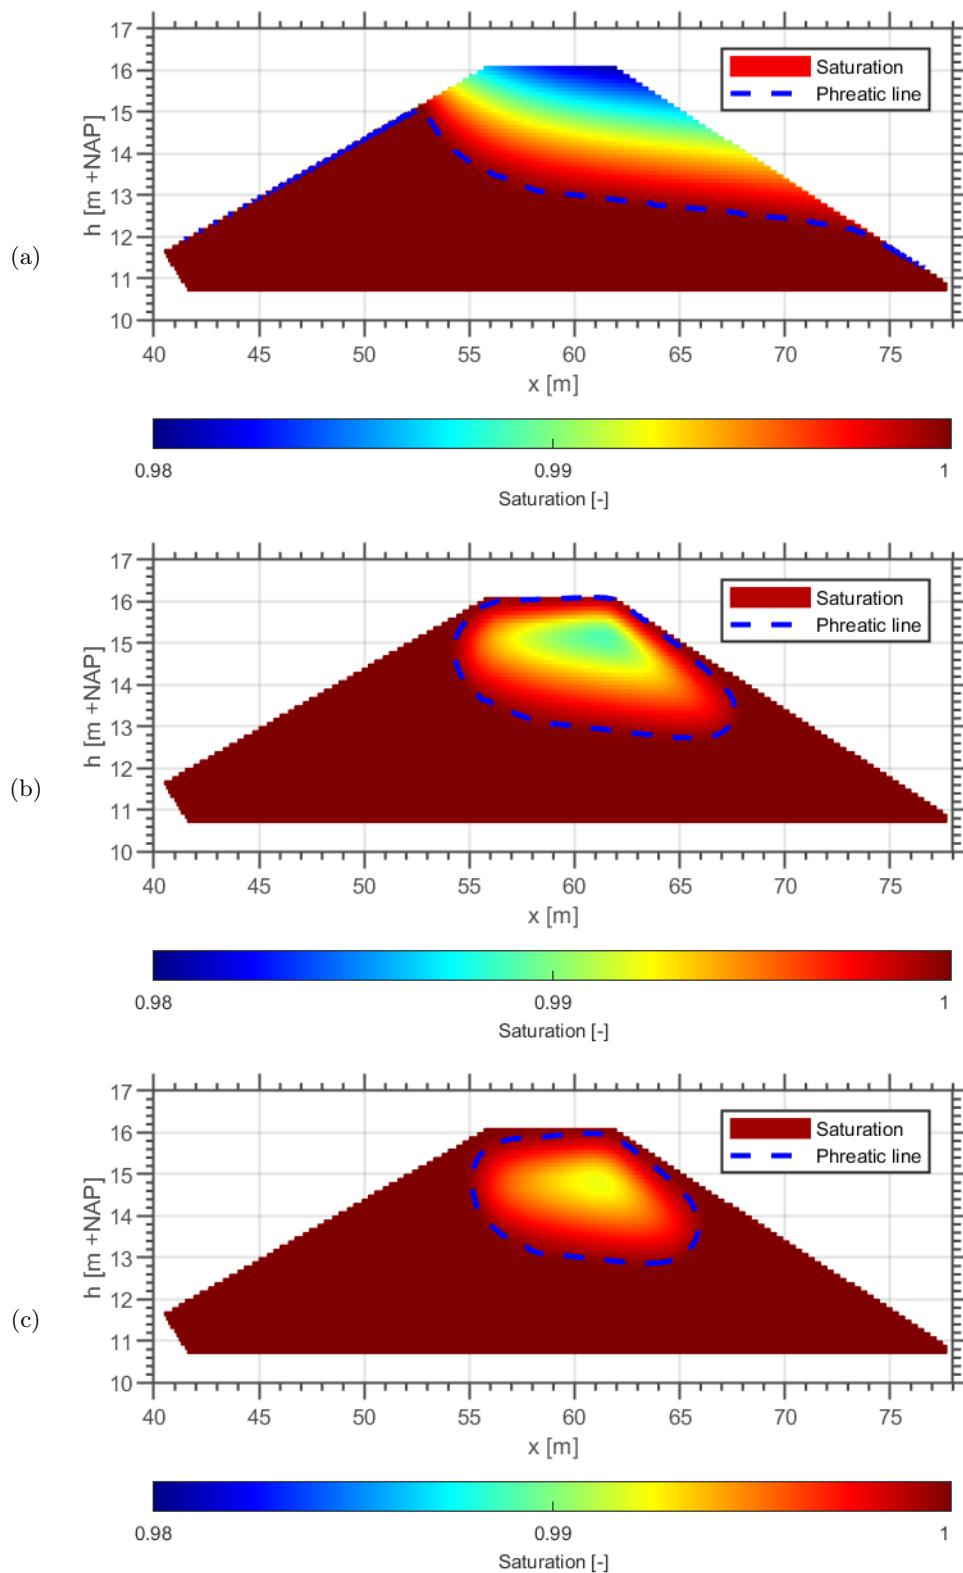 17
16
15
14
13
12
11
10
h [m +NAP]
Saturation
Phreatic line
(a)
40 45 50 55 60 65 70 75
x [m]
0.98 0.99 1
Saturation [-]
17
16
15
14
13
12
11
10
h [m +NAP]
Saturation
Phreatic line
(b)
40 45 50 55 60 65 70 75
x [m]
0.98 0.99 1
Saturation [-]
17
16
15
14
13
12
11
10
h [m +NAP]
Saturation
Phreatic line
(c)
40 45 50 55 60 65 70 75
x [m]
0.98 0.99 1
Saturation [-]